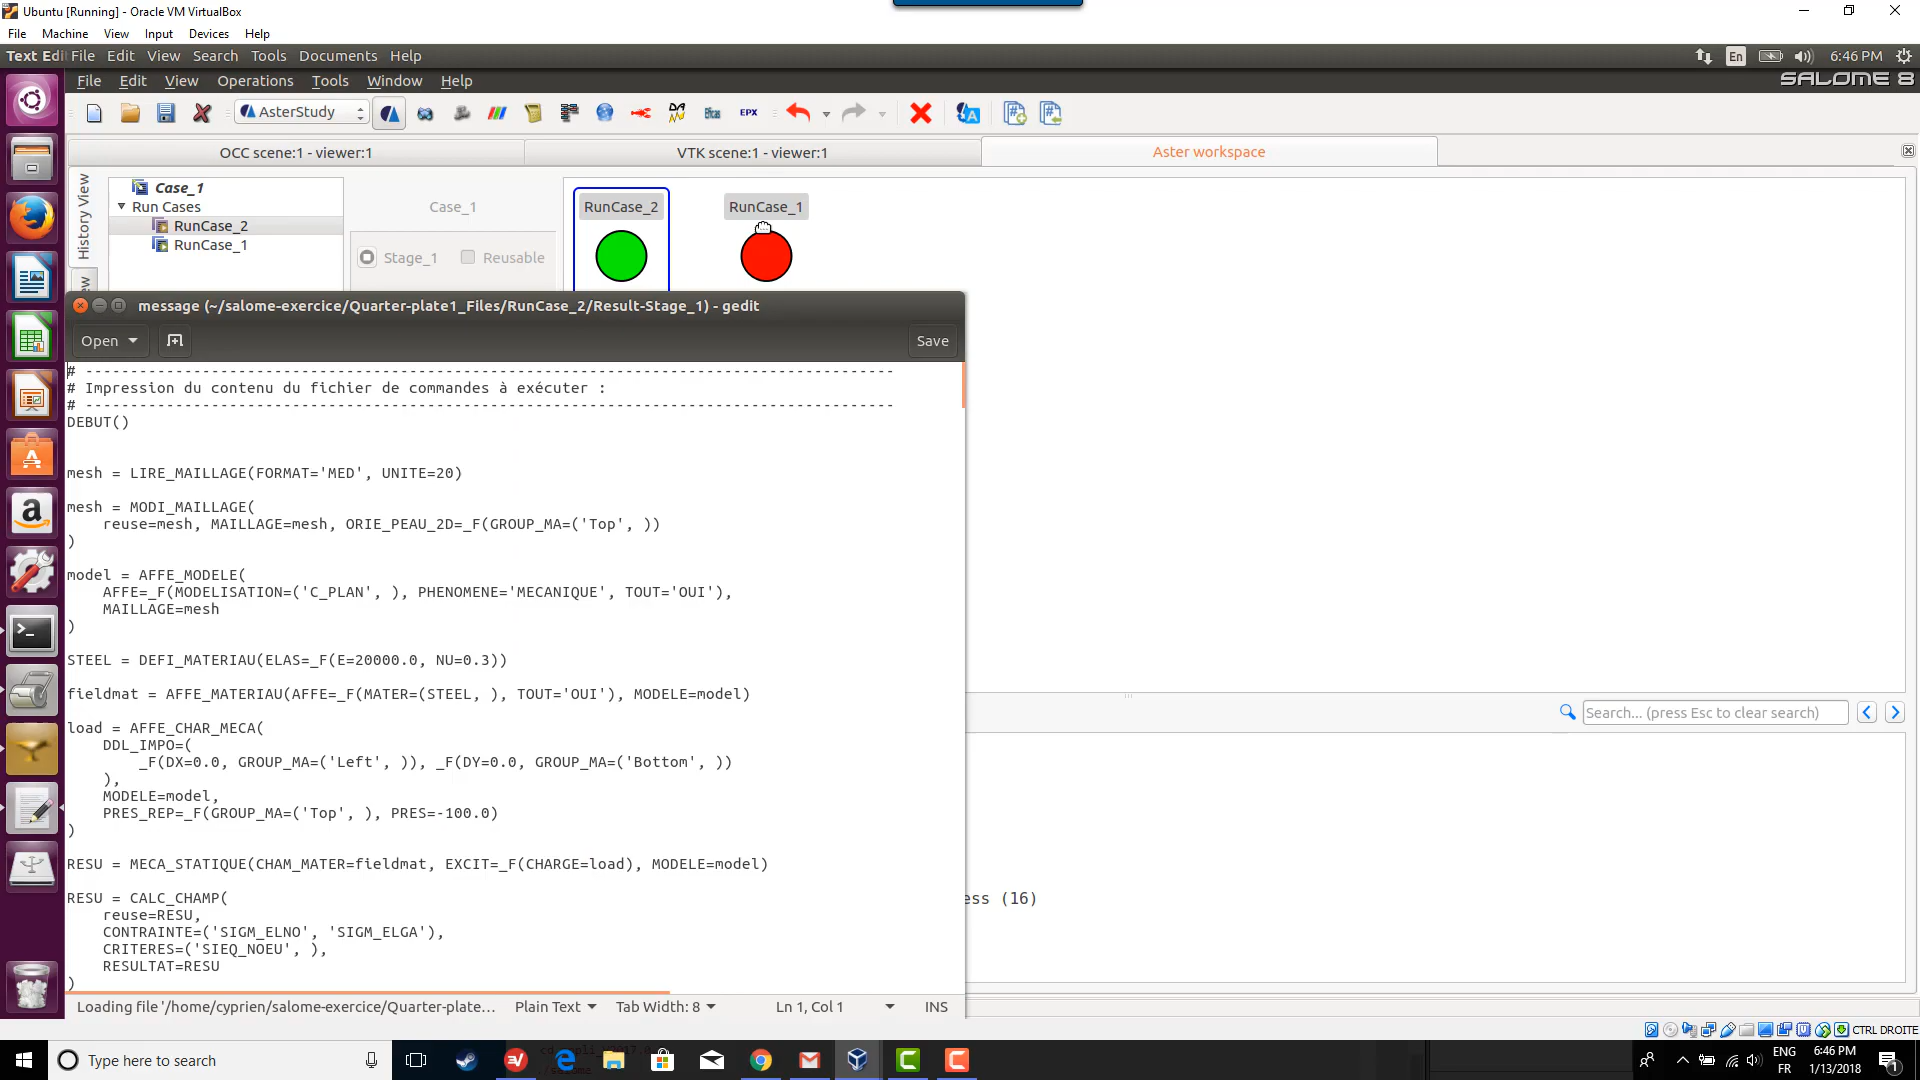 Ubuntu [Running] - Oracle VM VirtualBox
File Machine View Input Devices Help
Text Edi File Edit View Search Tools Documents Help
En 6:46 PM
File Edit View Operations Tools Window Help
SALOME 8
AsterStudy
EPX
OCC scene:1 - viewer:1
VTK scene:1 - viewer:1
Aster workspace
History View
Case_1
Run Cases
RunCase_2
RunCase_1
Case_1
Stage_1
Reusable
RunCase_2
RunCase_1
message (~/salome-exercice/Quarter-plate1_Files/RunCase_2/Result-Stage_1) - gedit
Open
Save
# ------------------------------------------------------------------------------------------
# Impression du contenu du fichier de commandes à exécuter :
# ------------------------------------------------------------------------------------------
DEBUT()
mesh = LIRE_MAILLAGE(FORMAT='MED', UNITE=20)
mesh = MODI_MAILLAGE(
reuse=mesh, MAILLAGE=mesh, ORIE_PEAU_2D=_F(GROUP_MA=('Top', ))
)
model = AFFE_MODELE(
AFFE=_F(MODELISATION=('C_PLAN', ), PHENOMENE='MECANIQUE', TOUT='OUI'),
MAILLAGE=mesh
)
STEEL = DEFI_MATERIAU(ELAS=_F(E=20000.0, NU=0.3))
fieldmat = AFFE_MATERIAU(AFFE=_F(MATER=(STEEL, ), TOUT='OUI'), MODELE=model)
load = AFFE_CHAR_MECA(
DDL_IMPO=(
_F(DX=0.0, GROUP_MA=('Left', )), _F(DY=0.0, GROUP_MA=('Bottom', ))
),
MODELE=model,
PRES_REP=_F(GROUP_MA=('Top', ), PRES=-100.0)
)
RESU = MECA_STATIQUE(CHAM_MATER=fieldmat, EXCIT=_F(CHARGE=load), MODELE=model)
RESU = CALC_CHAMP(
reuse=RESU,
CONTRAINTE=('SIGM_ELNO', 'SIGM_ELGA'),
CRITERES=('SIEQ_NOEU', ),
RESULTAT=RESU
)
Loading file '/home/cyprien/salome-exercice/Quarter-plate...
Plain Text
Tab Width: 8
Ln 1, Col 1
INS
Search... (press Esc to clear search)
ess (16)
CTRL DROITE
Type here to search
ENG
FR
6:46 PM
1/13/2018
1